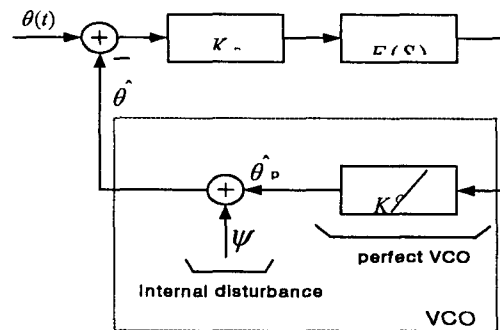 θ(t)
+
−
K
F(S)
θ^
θ^p
+
K
ψ
perfect VCO
Internal disturbance
VCO